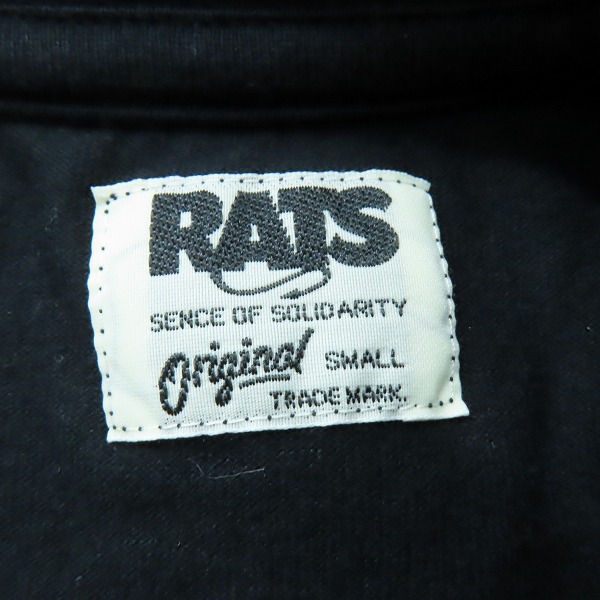 RATS
SENCE OF SOLIDARITY
Original SMALL
TRADE MARK.